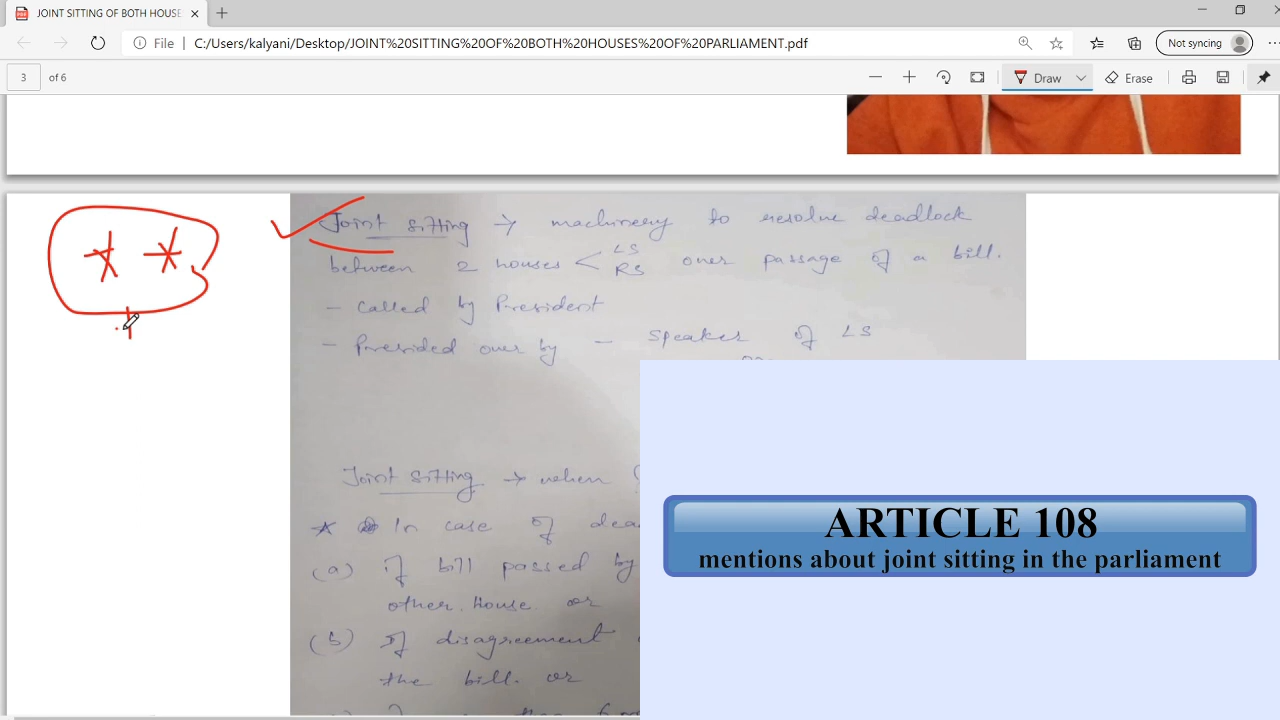 JOINT SITTING OF BOTH HOUSE
File C:/Users/kalyani/Desktop/JOINT%20SITTING%20OF%20BOTH%20HOUSES%20OF%20PARLIAMENT.pdf
Not syncing
3 of 6
Draw
Erase
Joint sitting → machinery to resolve deadlock
between 2 houses < LS RS over passage of a bill.
- Called by President
- Presided over by - Speaker of LS
Joint sitting → when ?
In case of
(a) if bill passed by
other house or
(b) If disagreement
the bill. or
ARTICLE 108
mentions about joint sitting in the parliament